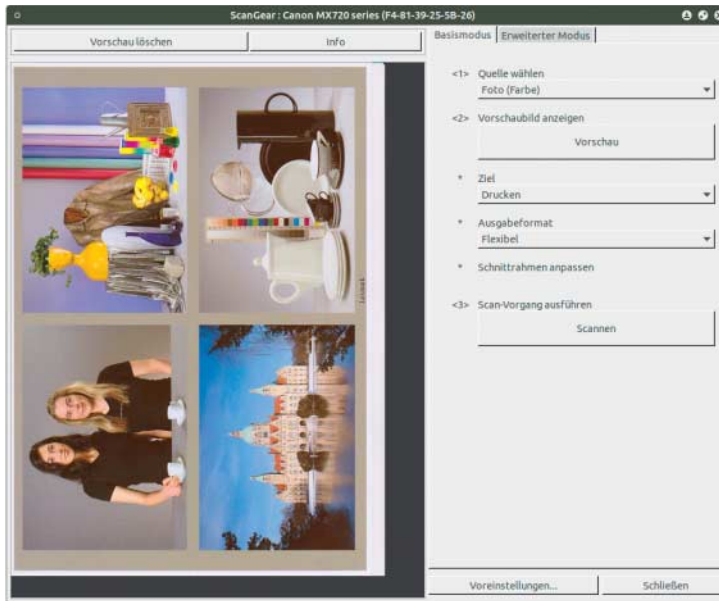 ScanGear : Canon MX720 series (F4-81-39-25-5B-26)
Vorschau löschen
Info
Basismodus
Erweiterter Modus
<1> Quelle wählen
Foto (Farbe)
<2> Vorschaubild anzeigen
Vorschau
* Ziel
Drucken
* Ausgabeformat
Flexibel
* Schnittrahmen anpassen
<3> Scan-Vorgang ausführen
Scannen
Voreinstellungen...
Schließen